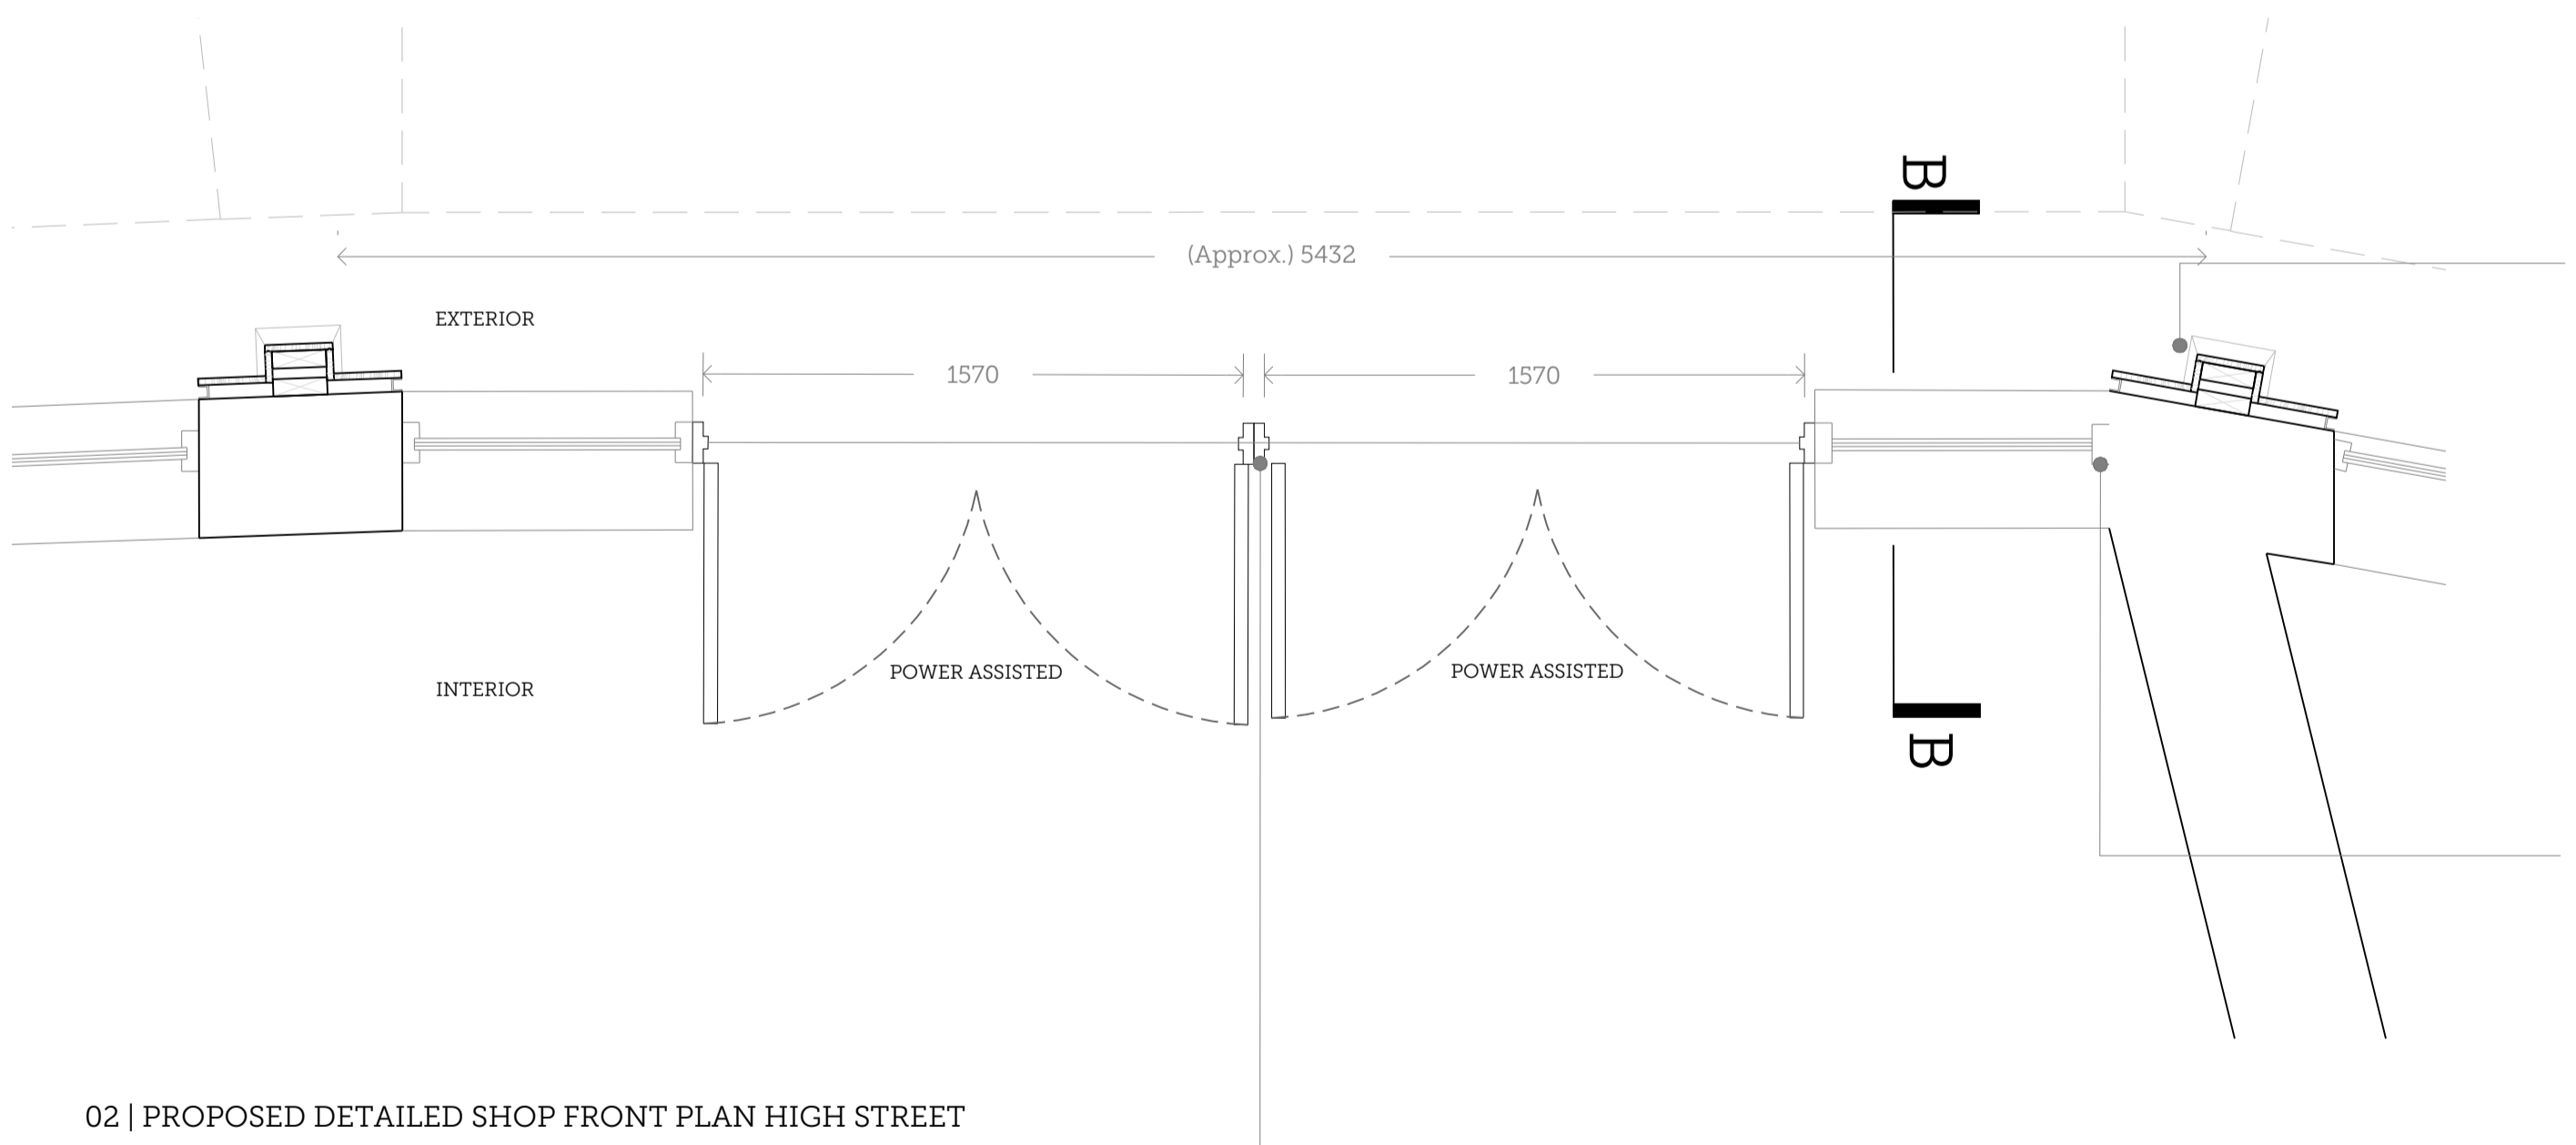 B
(Approx.) 5432
EXTERIOR
1570
1570
POWER ASSISTED
POWER ASSISTED
INTERIOR
B
02 | PROPOSED DETAILED SHOP FRONT PLAN HIGH STREET